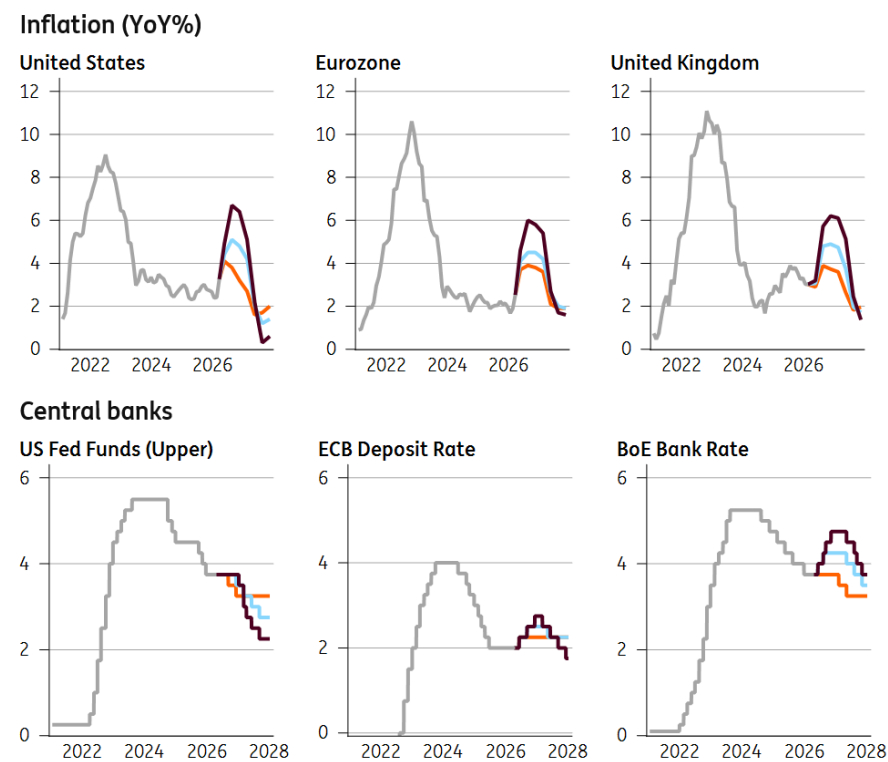 Inflation (YoY%)
United States
Eurozone
United Kingdom
12
10
8
6
4
2
0
2022 2024 2026
12
10
8
6
4
2
0
2022 2024 2026
12
10
8
6
4
2
0
2022 2024 2026
Central banks
US Fed Funds (Upper)
ECB Deposit Rate
BoE Bank Rate
6
4
2
0
2022 2024 2026 2028
6
4
2
0
2022 2024 2026 2028
6
4
2
0
2022 2024 2026 2028